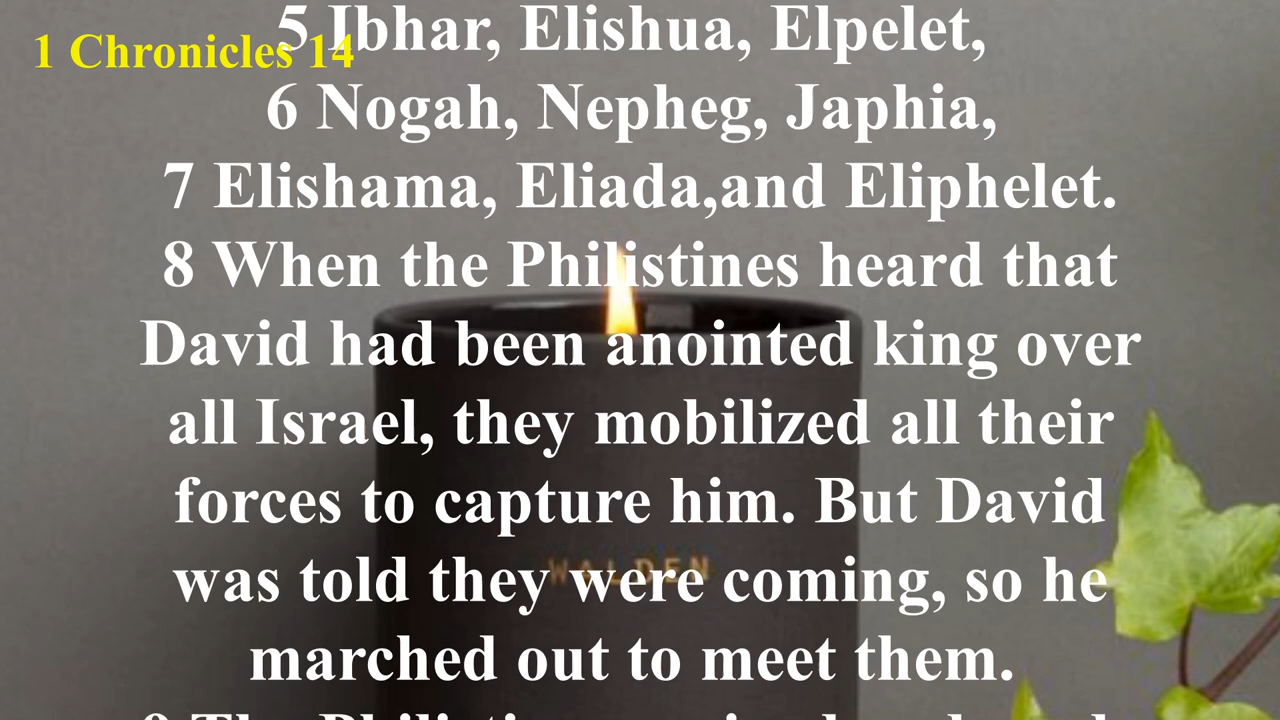 5 Ibhar, Elishua, Elpelet,
1 Chronicles 14
6 Nogah, Nepheg, Japhia,
7 Elishama, Eliada,and Eliphelet.
8 When the Philistines heard that
David had been anointed king over
all Israel, they mobilized all their
forces to capture him. But David
WALDEN
was told they were coming, so he
marched out to meet them.